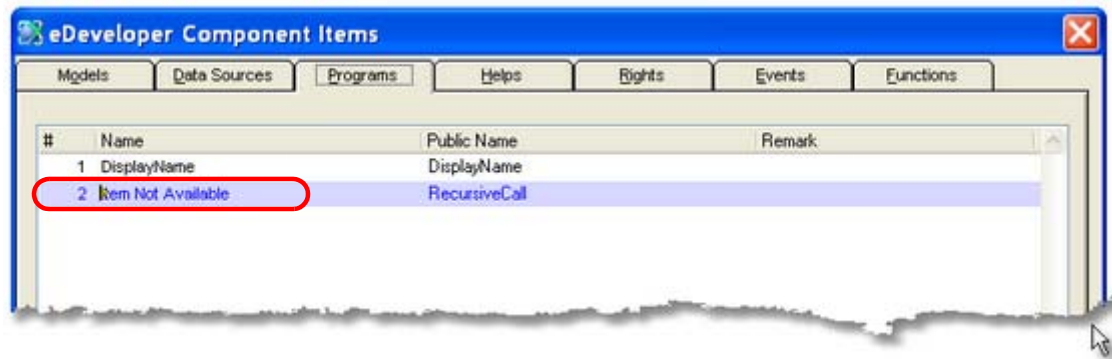 eDeveloper Component Items
Models Data Sources Programs Helps Rights Events Functions
# Name Public Name Remark
1 DisplayName DisplayName
2 Item Not Available RecursiveCall